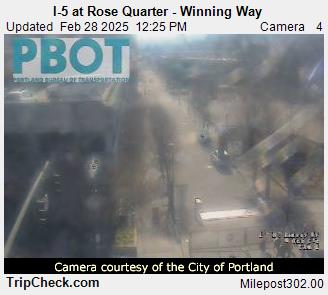 I-5 at Rose Quarter - Winning Way
Updated Feb 28 2025 12:25 PM Camera 4
PBOT
PORTLAND BUREAU OF TRANSPORTATION
Camera courtesy of the City of Portland
TripCheck.com Milepost302.00